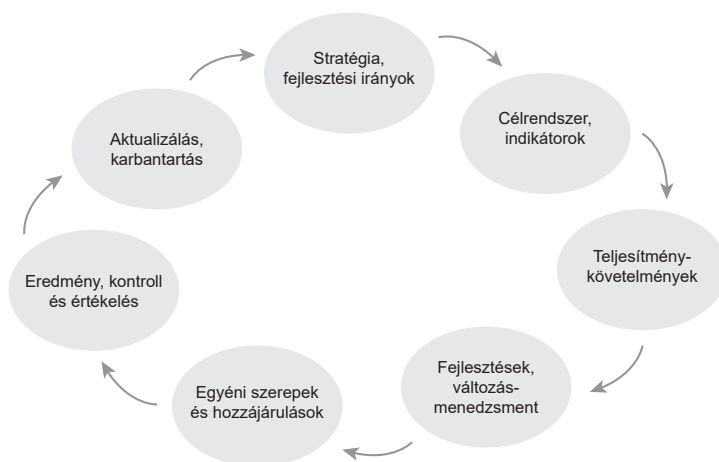 Stratégia,
fejlesztési irányok
Célrendszer,
indikátorok
Teljesítmény-
követelmények
Fejlesztések,
változás-
menedzsment
Egyéni szerepek
és hozzájárulások
Eredmény, kontroll
és értékelés
Aktualizálás,
karbantartás